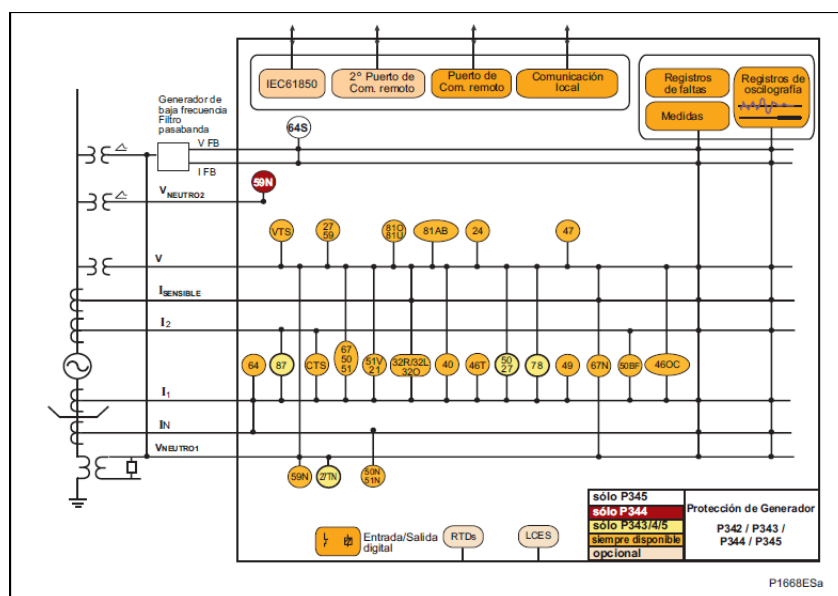 IEC61850
2º Puerto de
Com. remoto
Puerto de
Com. remoto
Comunicación
local
Registros
de faltas
Registros de
oscilografía
Medidas
Generador de
baja frecuencia
Filtro
pasabanda
64S
V FB
I FB
59N
VNEUTRO2
VTS
27
59
81O
81U
81AB
24
47
V
ISENSIBLE
I2
64
87
CTS
67
50
51
51V
21
32R/32L
32O
40
46T
50
27
78
49
67N
50BF
46OC
I1
IN
VNEUTRO1
59N
27TN
50N
51N
sólo P345
sólo P344
sólo P343/4/5
siempre disponible
opcional
Protección de Generador
P342 / P343 /
P344 / P345
Entrada/Salida
digital
RTDs
LCES
P1668ESa